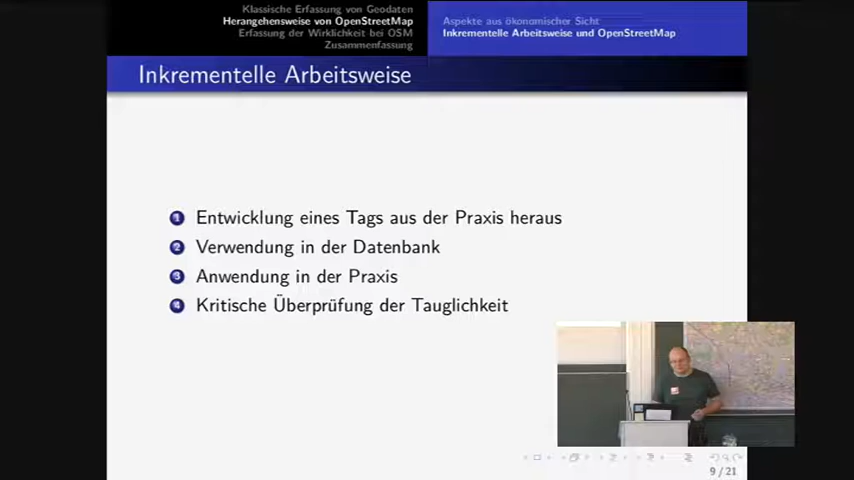 Klassische Erfassung von Geodaten
Herangehensweise von OpenStreetMap
Erfassung der Wirklichkeit bei OSM
Zusammenfassung
Aspekte aus ökonomischer Sicht
Inkrementelle Arbeitsweise und OpenStreetMap
Inkrementelle Arbeitsweise
1 Entwicklung eines Tags aus der Praxis heraus
2 Verwendung in der Datenbank
3 Anwendung in der Praxis
4 Kritische Überprüfung der Tauglichkeit
9 / 21